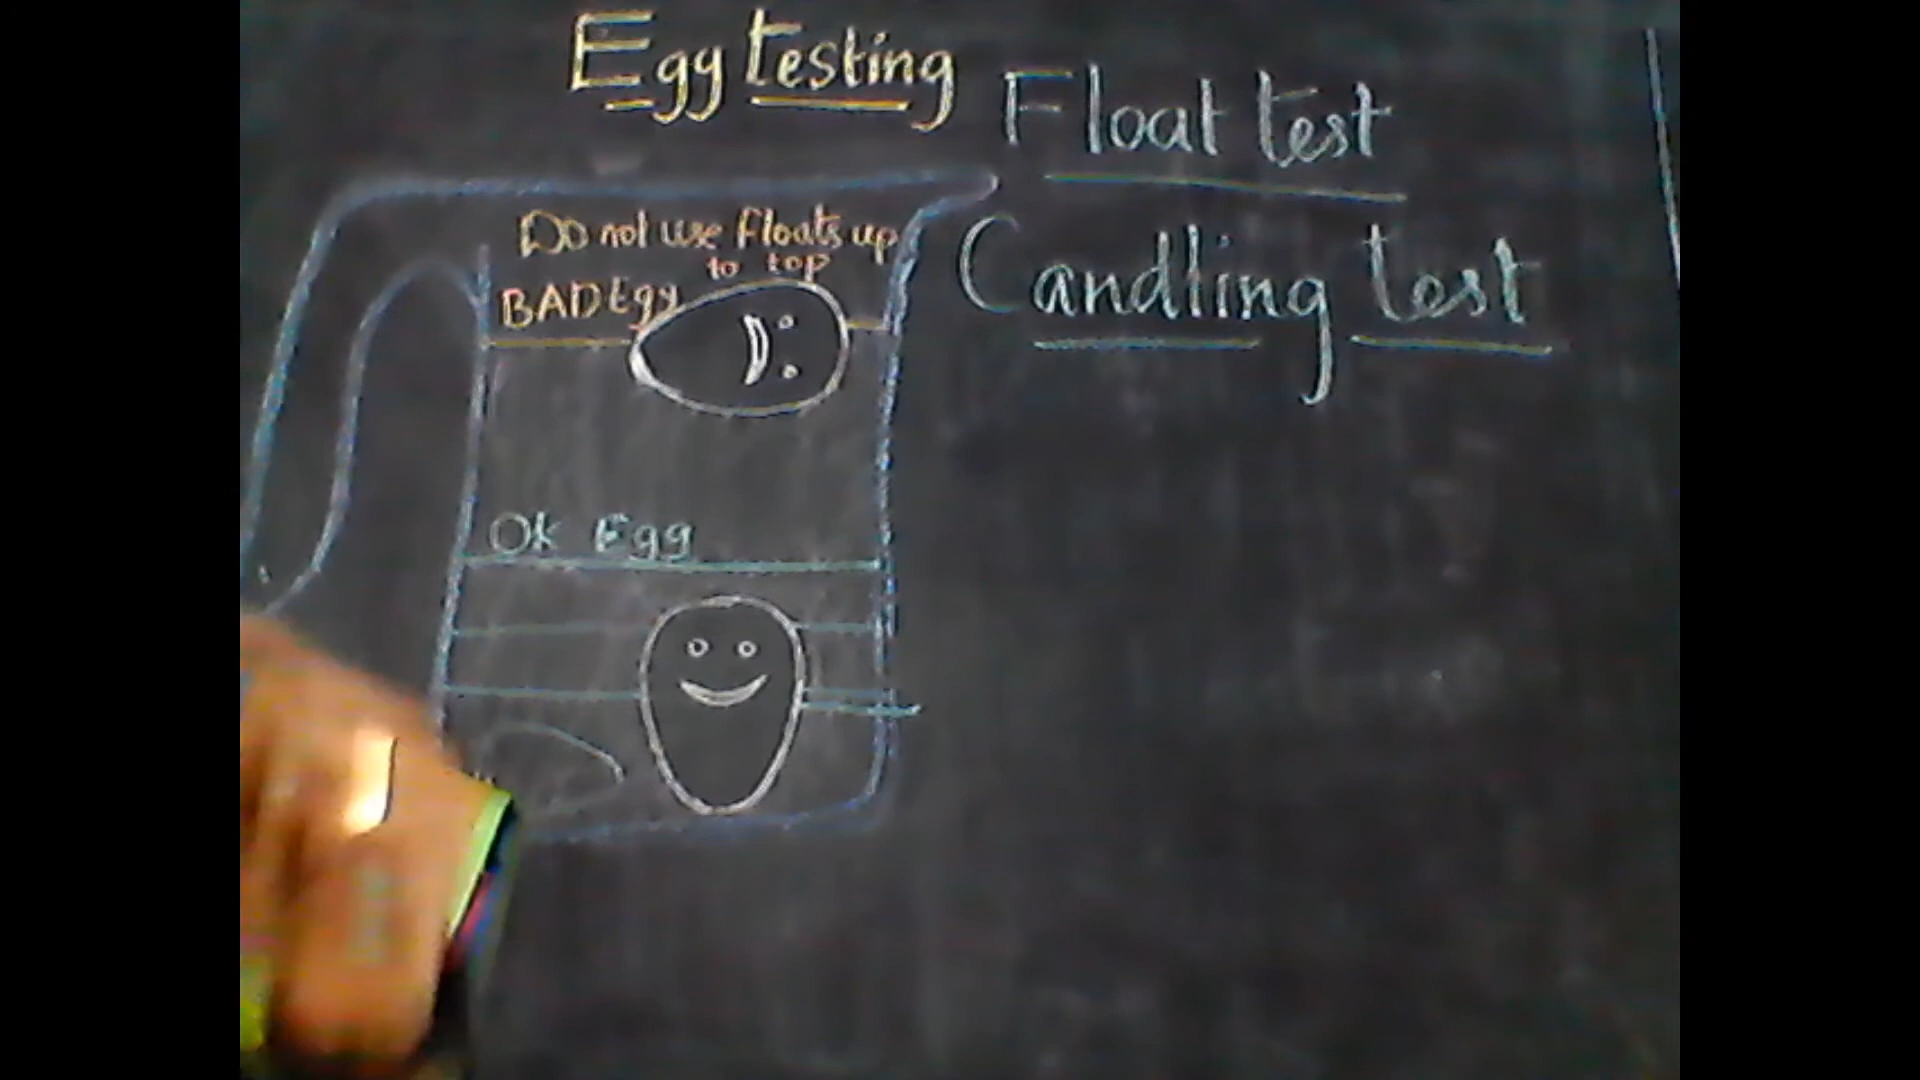 Egg testing
Float test
Candling test
Do not use floats up
to top
BAD Egg
Ok Egg